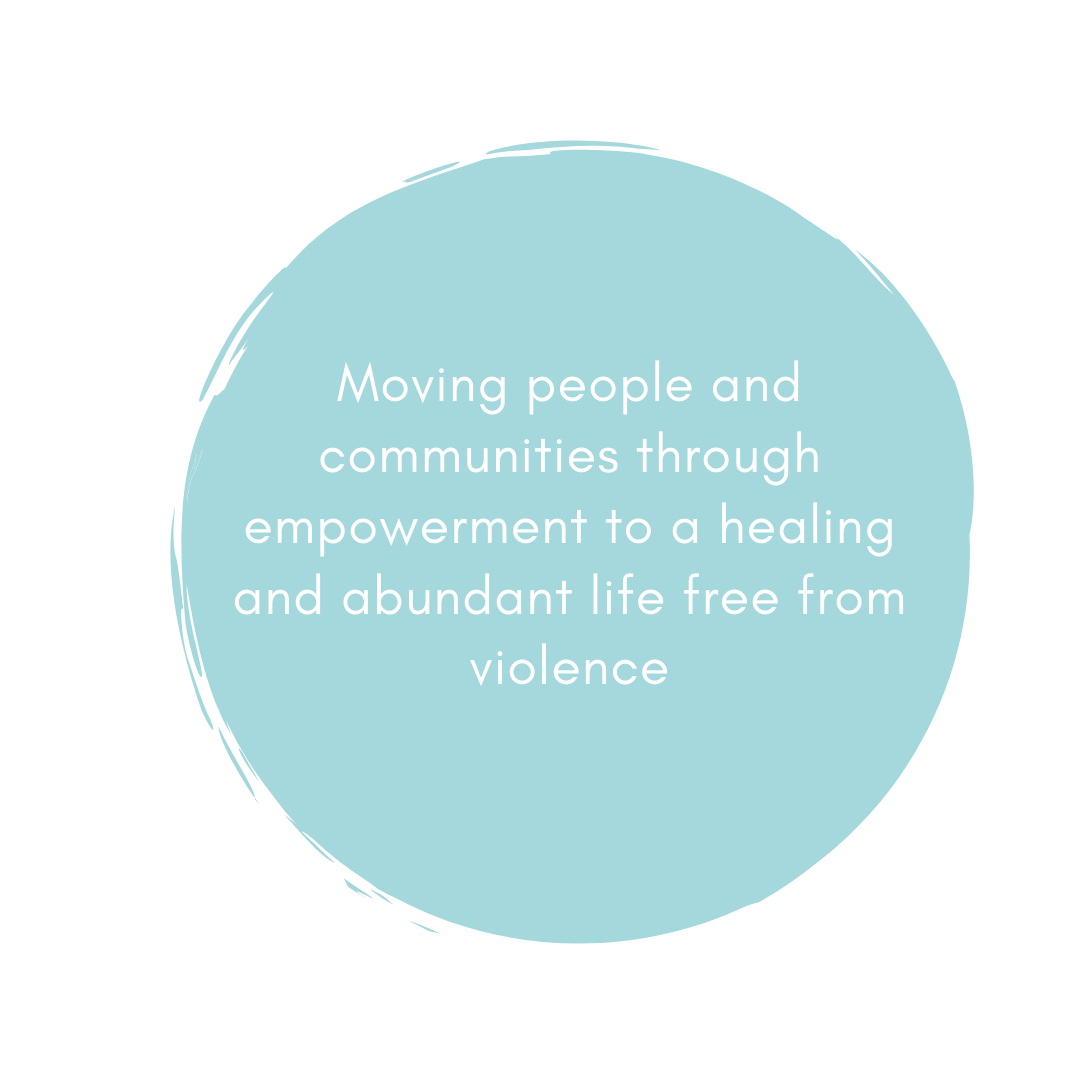 Moving people and
communities through
empowerment to a healing
and abundant life free from
violence